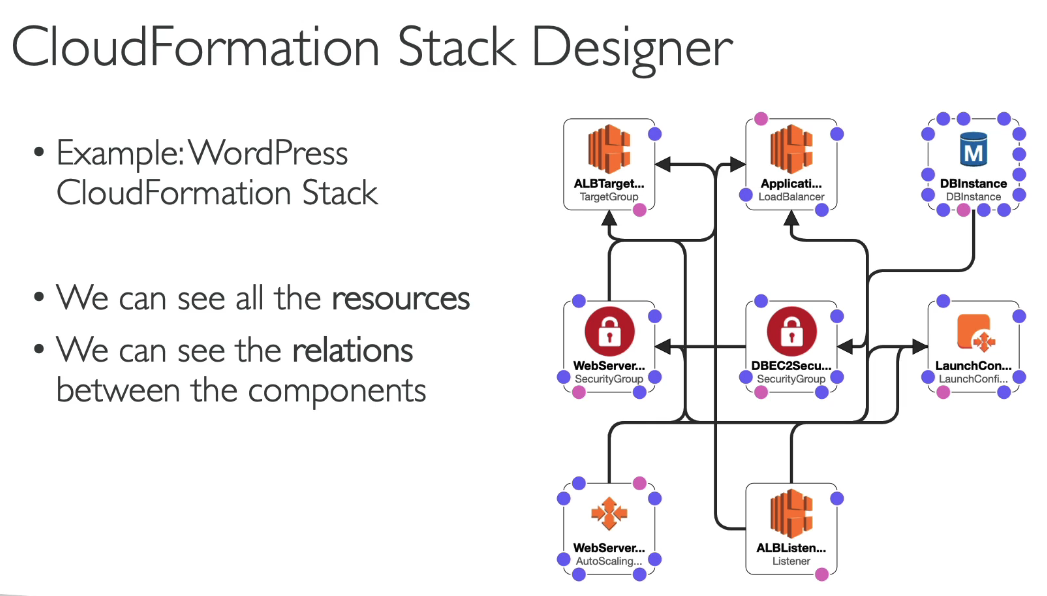 CloudFormation Stack Designer
• Example: WordPress
CloudFormation Stack
• We can see all the resources
• We can see the relations
between the components
ALBTarget...
TargetGroup
Applicati...
LoadBalancer
M
DBInstance
DBInstance
WebServer...
SecurityGroup
DBEC2Secu...
SecurityGroup
LaunchCon...
LaunchConfi...
WebServer...
AutoScaling...
ALBListen...
Listener